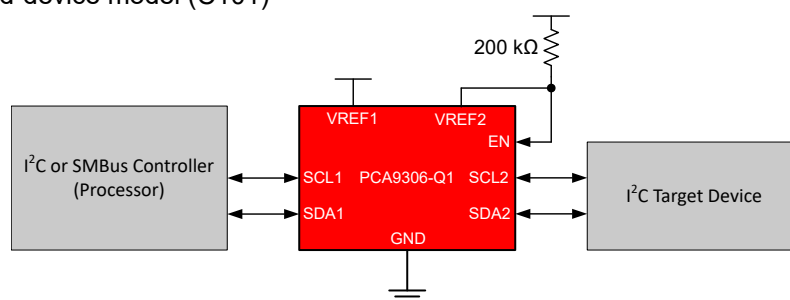 d device model (C101)
200 kΩ
VREF1
VREF2
EN
I²C or SMBus Controller
(Processor)
SCL1
PCA9306-Q1
SCL2
I²C Target Device
SDA1
SDA2
GND